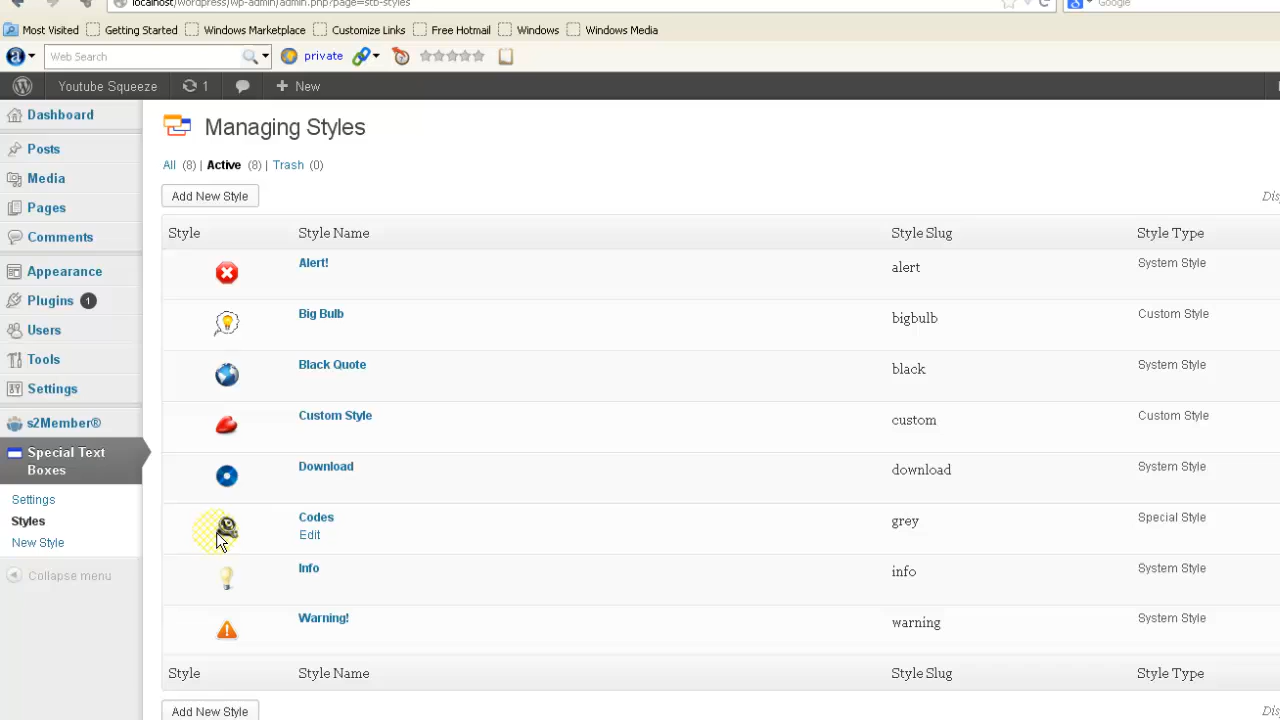 localhost/wordpress/wp-admin/admin.php?page=stb-styles
Google
Most Visited Getting Started Windows Marketplace Customize Links Free Hotmail Windows Windows Media
Web Search private
Youtube Squeeze 1 New
Dashboard
Posts
Media
Pages
Comments
Appearance
Plugins 1
Users
Tools
Settings
s2Member®
Special Text
Boxes
Settings
Styles
New Style
Collapse menu
Managing Styles
All (8) | Active (8) | Trash (0)
Add New Style
Style Style Name Style Slug Style Type
Alert! alert System Style
Big Bulb bigbulb Custom Style
Black Quote black System Style
Custom Style custom Custom Style
Download download System Style
Codes grey Special Style
Edit
Info info System Style
Warning! warning System Style
Style Style Name Style Slug Style Type
Add New Style